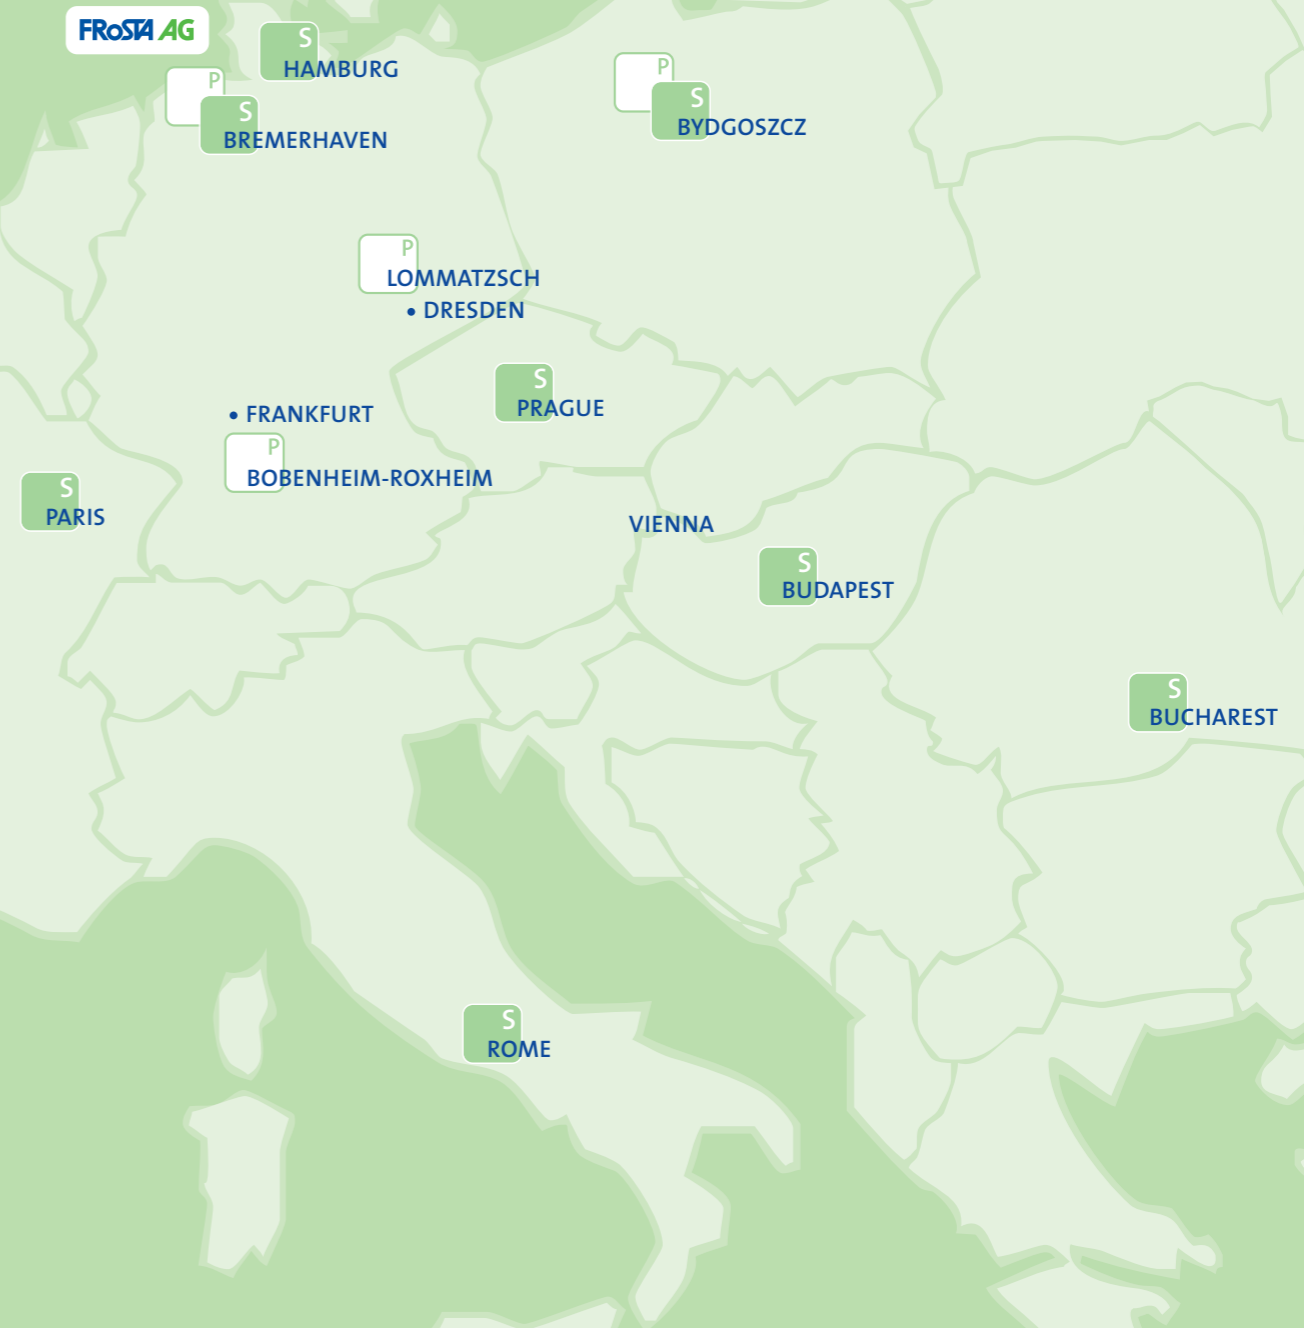 FRoSTA AG
S
HAMBURG
P
S
BREMERHAVEN
P
S
BYDGOSZCZ
P
LOMMATZSCH
• DRESDEN
S
PRAGUE
• FRANKFURT
P
BOBENHEIM-ROXHEIM
S
PARIS
VIENNA
S
BUDAPEST
S
BUCHAREST
S
ROME